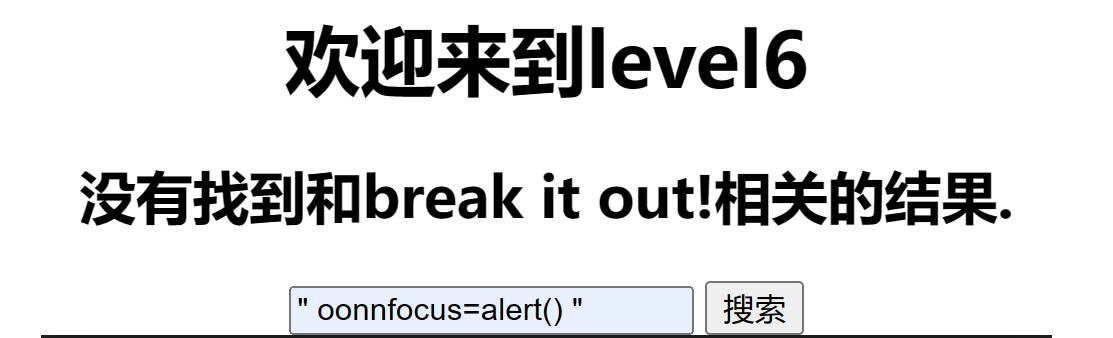 欢迎来到level6
没有找到和break it out!相关的结果.
" oonnfocus=alert() " 搜索